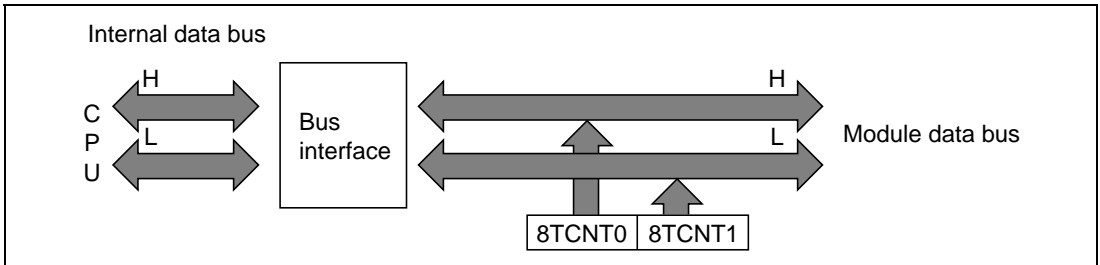 Internal data bus
H
H
C
P
U
L
L
Bus
interface
Module data bus
8TCNT0 8TCNT1